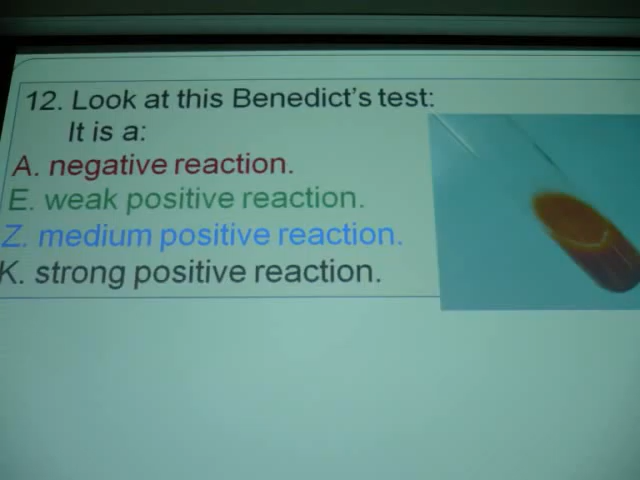 12. Look at this Benedict's test:
It is a:
A. negative reaction.
E. weak positive reaction.
Z. medium positive reaction.
K. strong positive reaction.